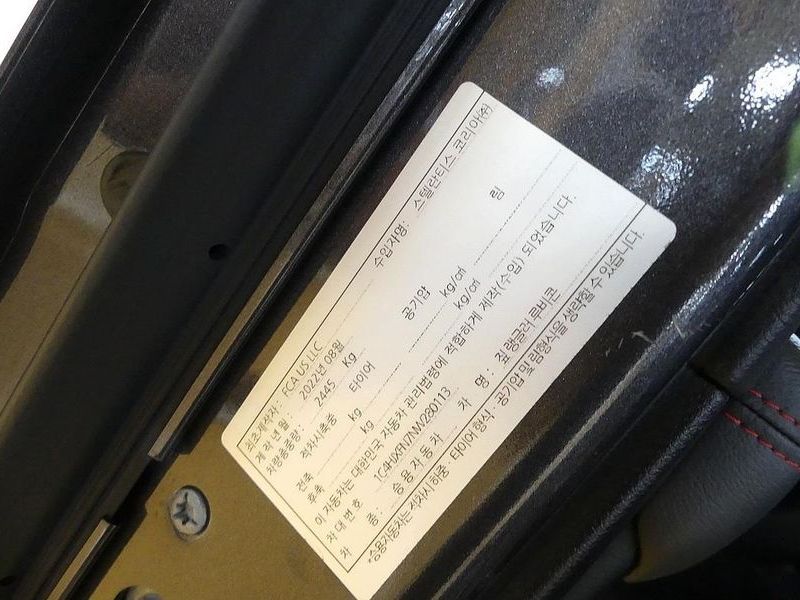 최초제작자: FCA US LLC 수입자명: 스텔란티스 코리아㈜
제작년월: 2022년 08월
차량총중량: 2445 Kg
적차시축중 타이어 공기압 림
전축 kg kg/㎠
후축 kg kg/㎠
이 자동차는 대한민국 자동차 관리법령에 적합하게 제작(수입) 되었습니다.
차대번호 1C4HJXFN7NW280113
차 종: 승용자동차 차 명: 짚랭글러 루비콘
*승용자동차는 적차시 하중·타이어 형식·공기압 및 림형식을 생략할 수 있습니다.